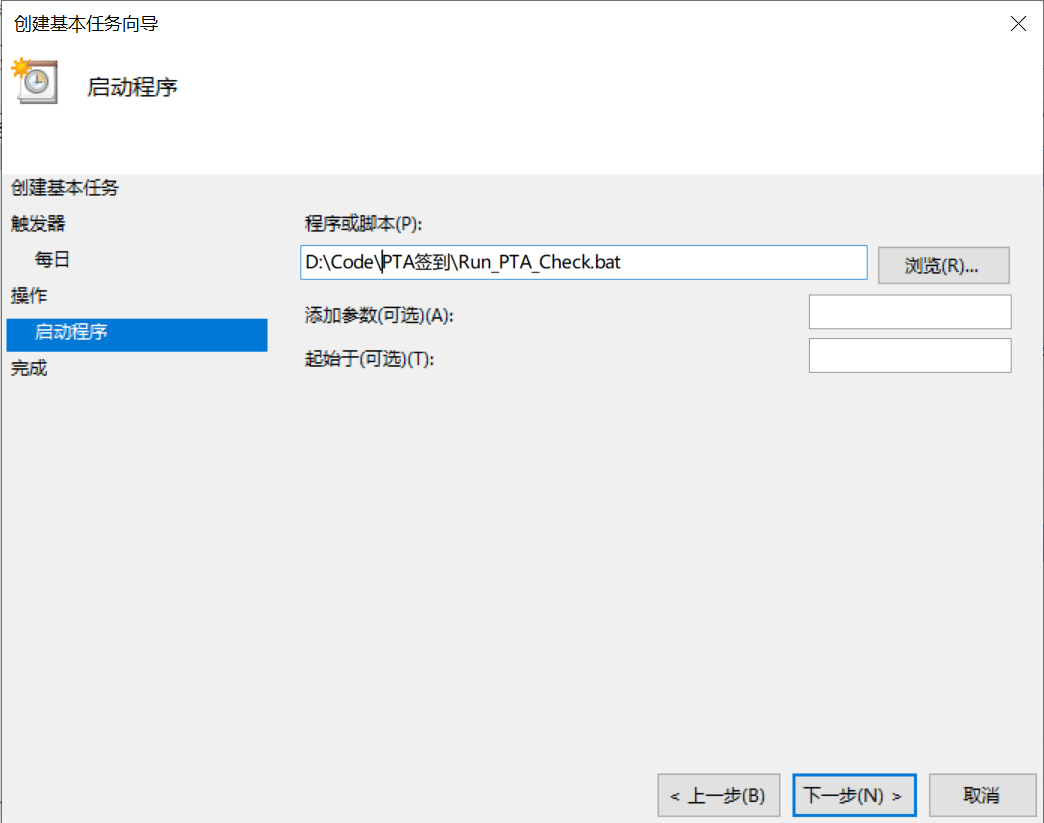 创建基本任务向导
启动程序
创建基本任务
触发器
每日
操作
启动程序
完成
程序或脚本(P):
D:\Code\PTA签到\Run_PTA_Check.bat
浏览(R)...
添加参数(可选)(A):
起始于(可选)(T):
< 上一步(B)
下一步(N) >
取消